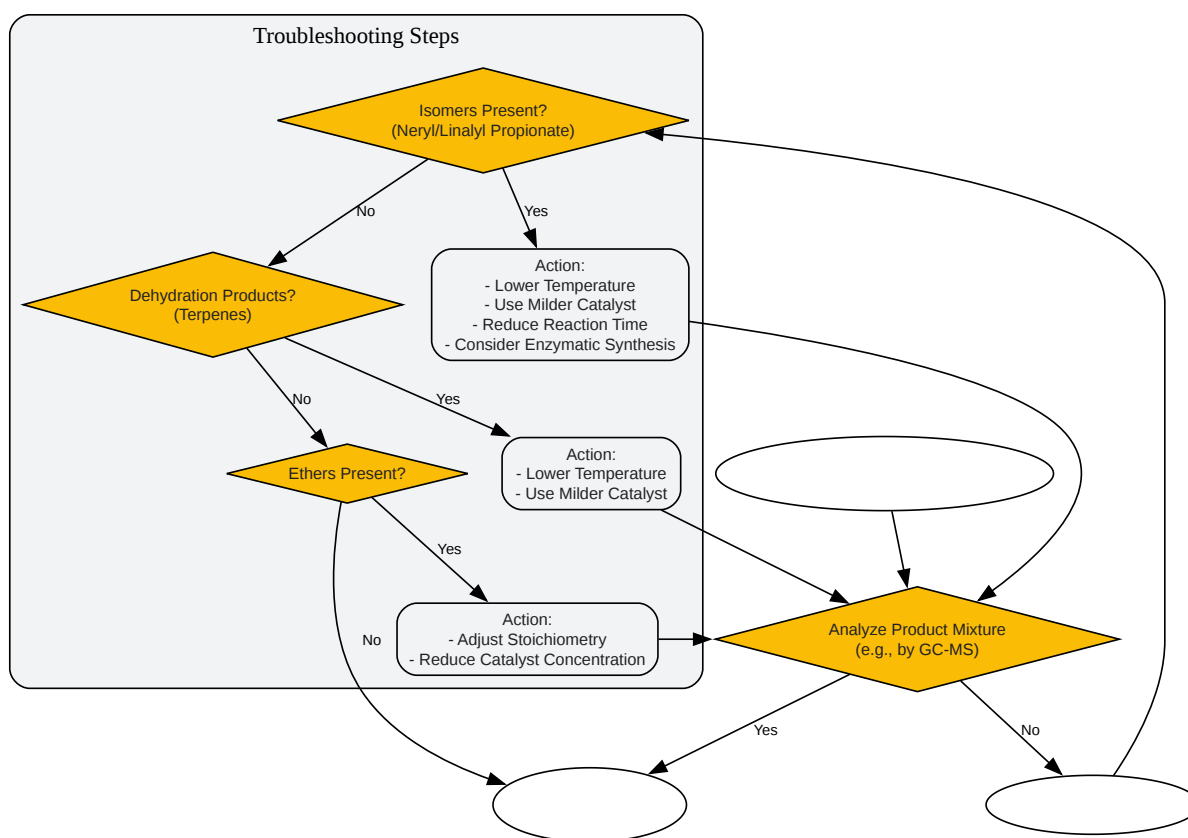 Troubleshooting Steps
Isomers Present?
(Neryl/Linalyl Propionate)
No
Yes
Action:
- Lower Temperature
- Use Milder Catalyst
- Reduce Reaction Time
- Consider Enzymatic Synthesis
Dehydration Products?
(Terpenes)
No
Yes
Action:
- Lower Temperature
- Use Milder Catalyst
Ethers Present?
Yes
No
Action:
- Adjust Stoichiometry
- Reduce Catalyst Concentration
Analyze Product Mixture
(e.g., by GC-MS)
Yes
No